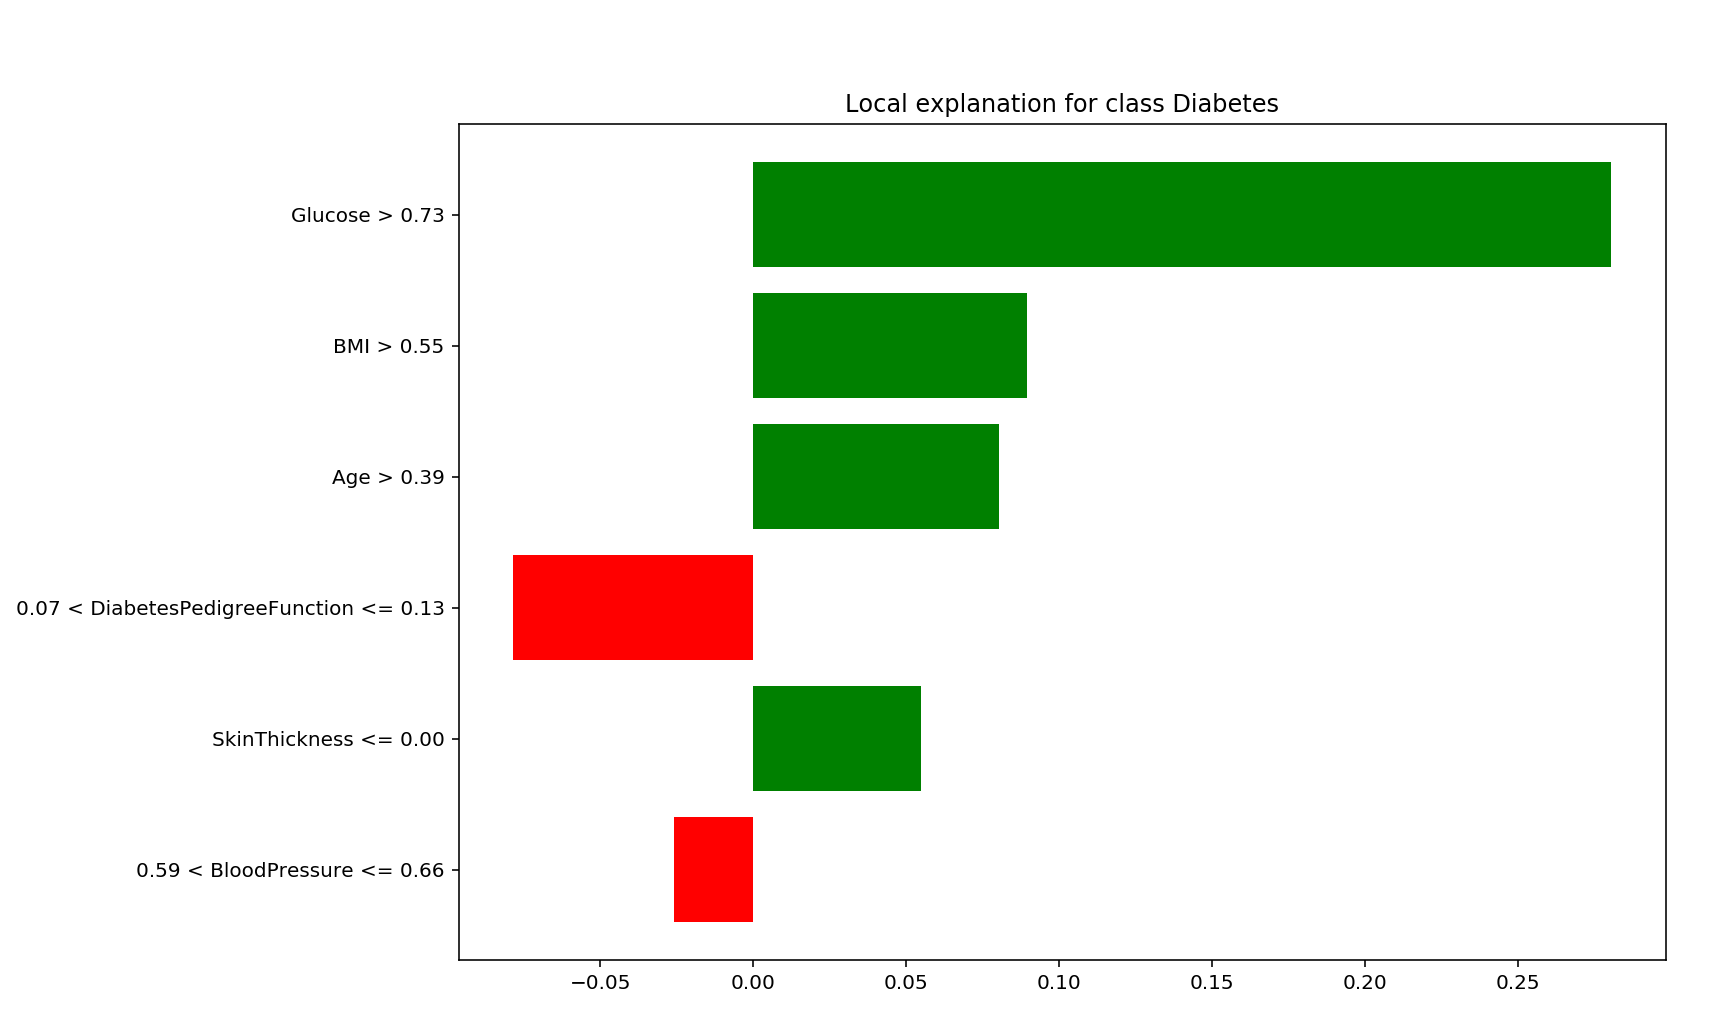 Local explanation for class Diabetes
Glucose > 0.73
BMI > 0.55
Age > 0.39
0.07 < DiabetesPedigreeFunction <= 0.13
SkinThickness <= 0.00
0.59 < BloodPressure <= 0.66
−0.05 0.00 0.05 0.10 0.15 0.20 0.25